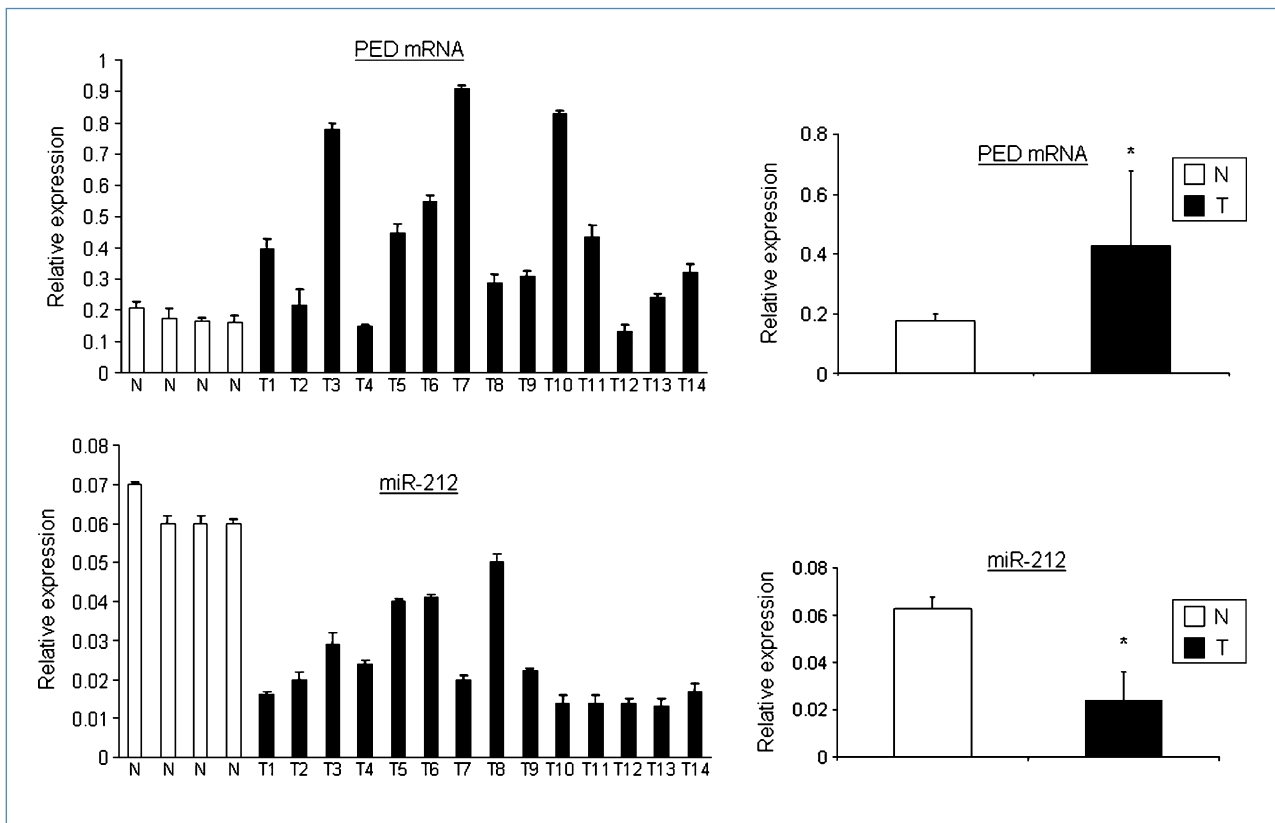 PED mRNA
Relative expression
1
0.9
0.8
0.7
0.6
0.5
0.4
0.3
0.2
0.1
0
N N N N T1 T2 T3 T4 T5 T6 T7 T8 T9 T10 T11 T12 T13 T14
PED mRNA
Relative expression
0.8
0.6
0.4
0.2
0
*
N
T
miR-212
Relative expression
0.08
0.07
0.06
0.05
0.04
0.03
0.02
0.01
0
N N N N T1 T2 T3 T4 T5 T6 T7 T8 T9 T10 T11 T12 T13 T14
miR-212
Relative expression
0.08
0.06
0.04
0.02
0
*
N
T